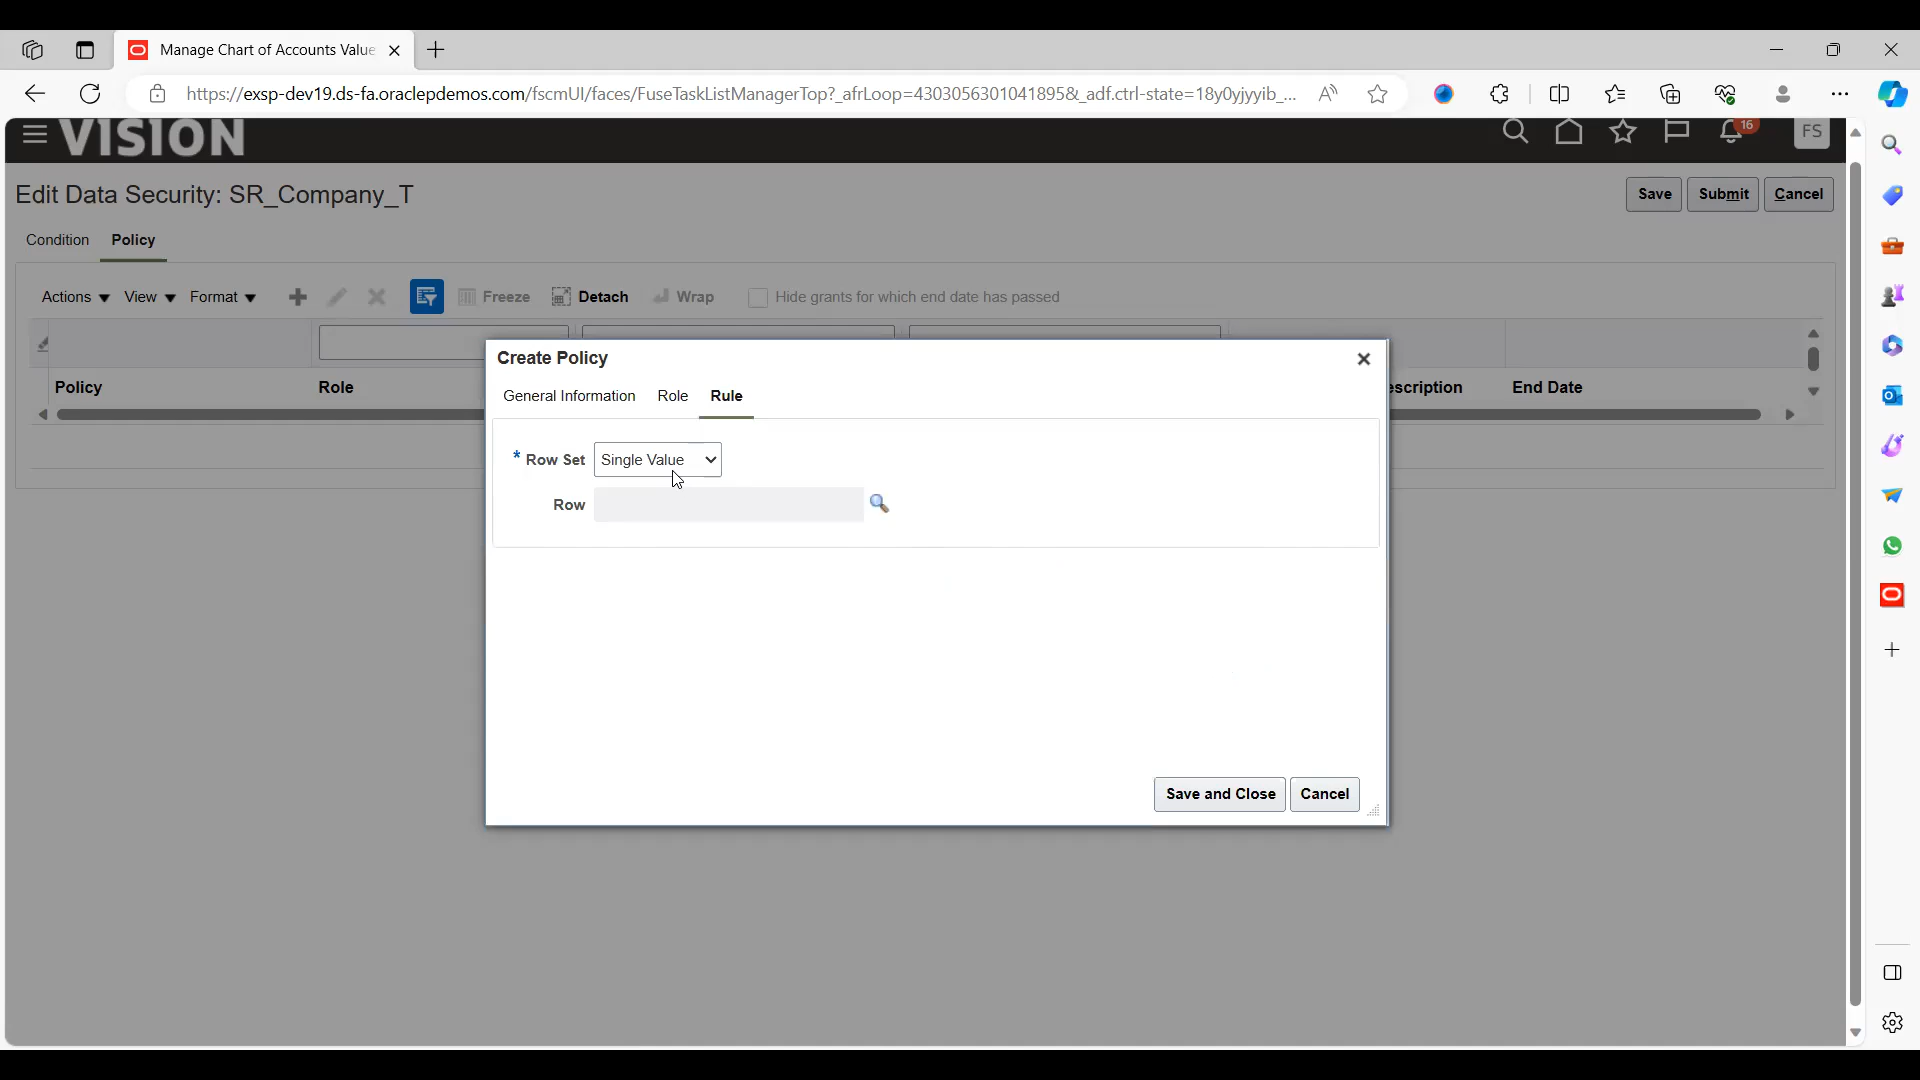 Manage Chart of Accounts Value
https://exsp-dev19.ds-fa.oraclepdemos.com/fscmUI/faces/FuseTaskListManagerTop?_afrLoop=4303056301041895&_adf.ctrl-state=18y0yjyyib_...
VISION
16
FS
Edit Data Security: SR_Company_T
Save
Submit
Cancel
Condition
Policy
Actions
View
Format
Freeze
Detach
Wrap
Hide grants for which end date has passed
Policy
Role
escription
End Date
Create Policy
General Information
Role
Rule
* Row Set
Single Value
Row
Save and Close
Cancel